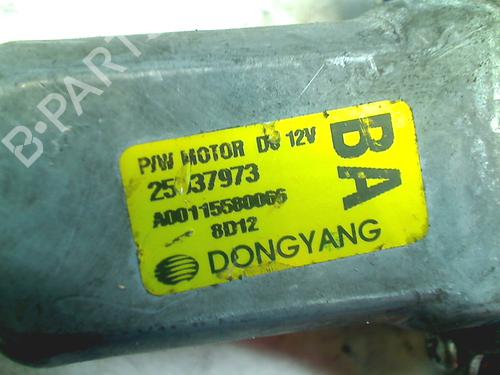 B-PARTS
P/W MOTOR DC 12V
BA
A00115580066
8D12
DONGYANG